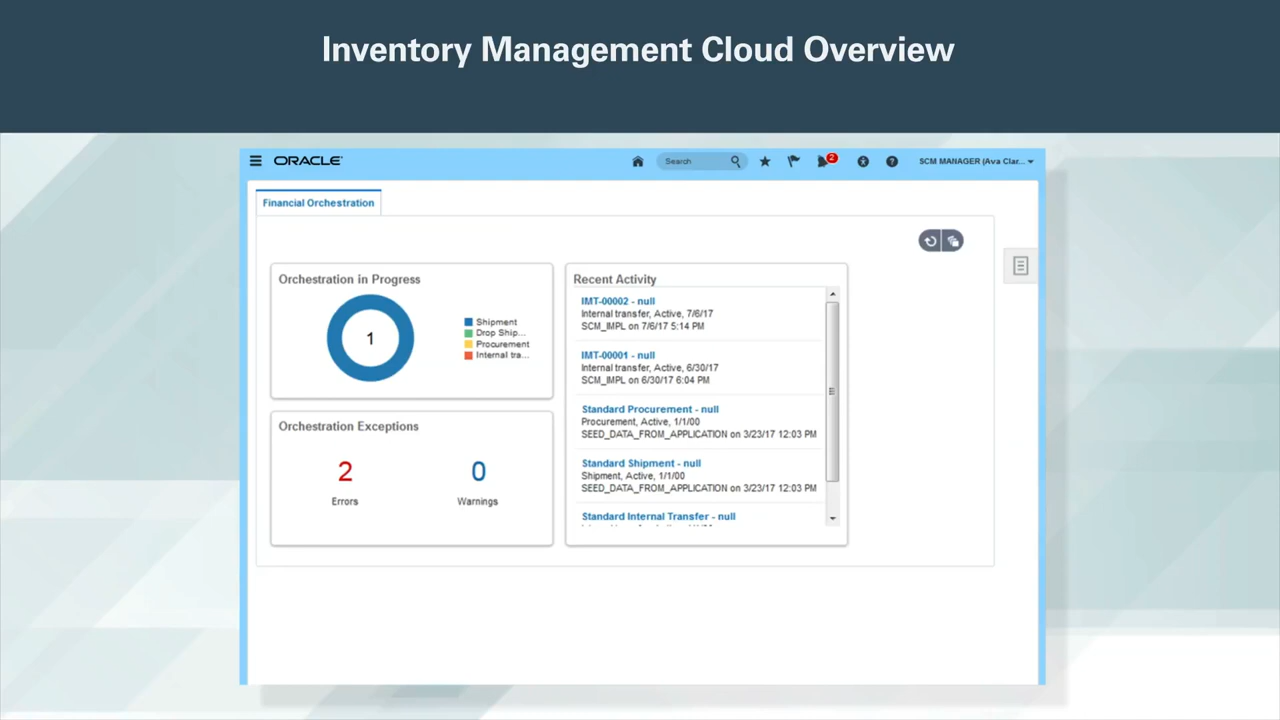 Inventory Management Cloud Overview
ORACLE
Search
2
SCM MANAGER (Ava Clar...
Financial Orchestration
Orchestration in Progress
1
Shipment
Drop Ship...
Procurement
Internal tra...
Orchestration Exceptions
2
0
Errors
Warnings
Recent Activity
IMT-00002 - null
Internal transfer, Active, 7/6/17
SCM_IMPL on 7/6/17 5:14 PM
IMT-00001 - null
Internal transfer, Active, 6/30/17
SCM_IMPL on 6/30/17 6:04 PM
Standard Procurement - null
Procurement, Active, 1/1/00
SEED_DATA_FROM_APPLICATION on 3/23/17 12:03 PM
Standard Shipment - null
Shipment, Active, 1/1/00
SEED_DATA_FROM_APPLICATION on 3/23/17 12:03 PM
Standard Internal Transfer - null